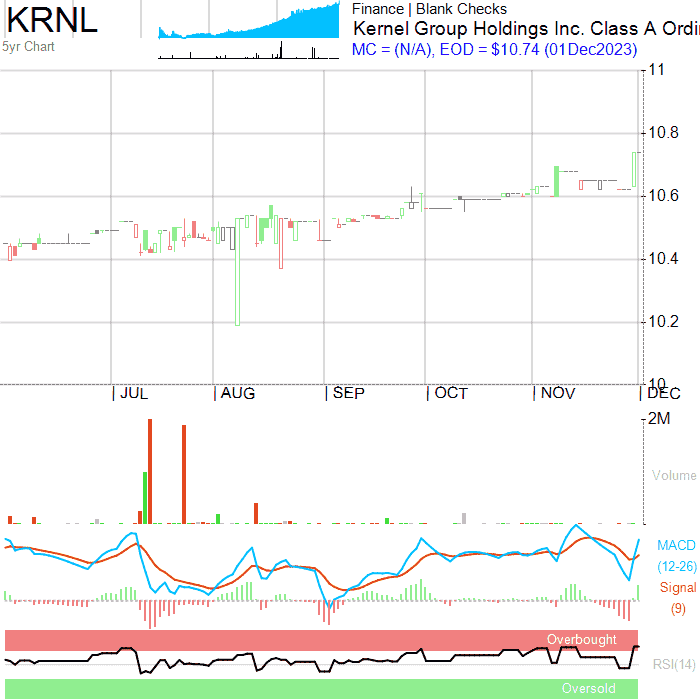 KRNL
5yr Chart
Finance | Blank Checks
Kernel Group Holdings Inc. Class A Ordi
MC = (N/A), EOD = $10.74 (01Dec2023)
11
10.8
10.6
10.4
10.2
10
| JUL | AUG | SEP | OCT | NOV | DEC
2M
Volume
MACD
(12-26)
Signal
(9)
Overbought
RSI(14)
Oversold